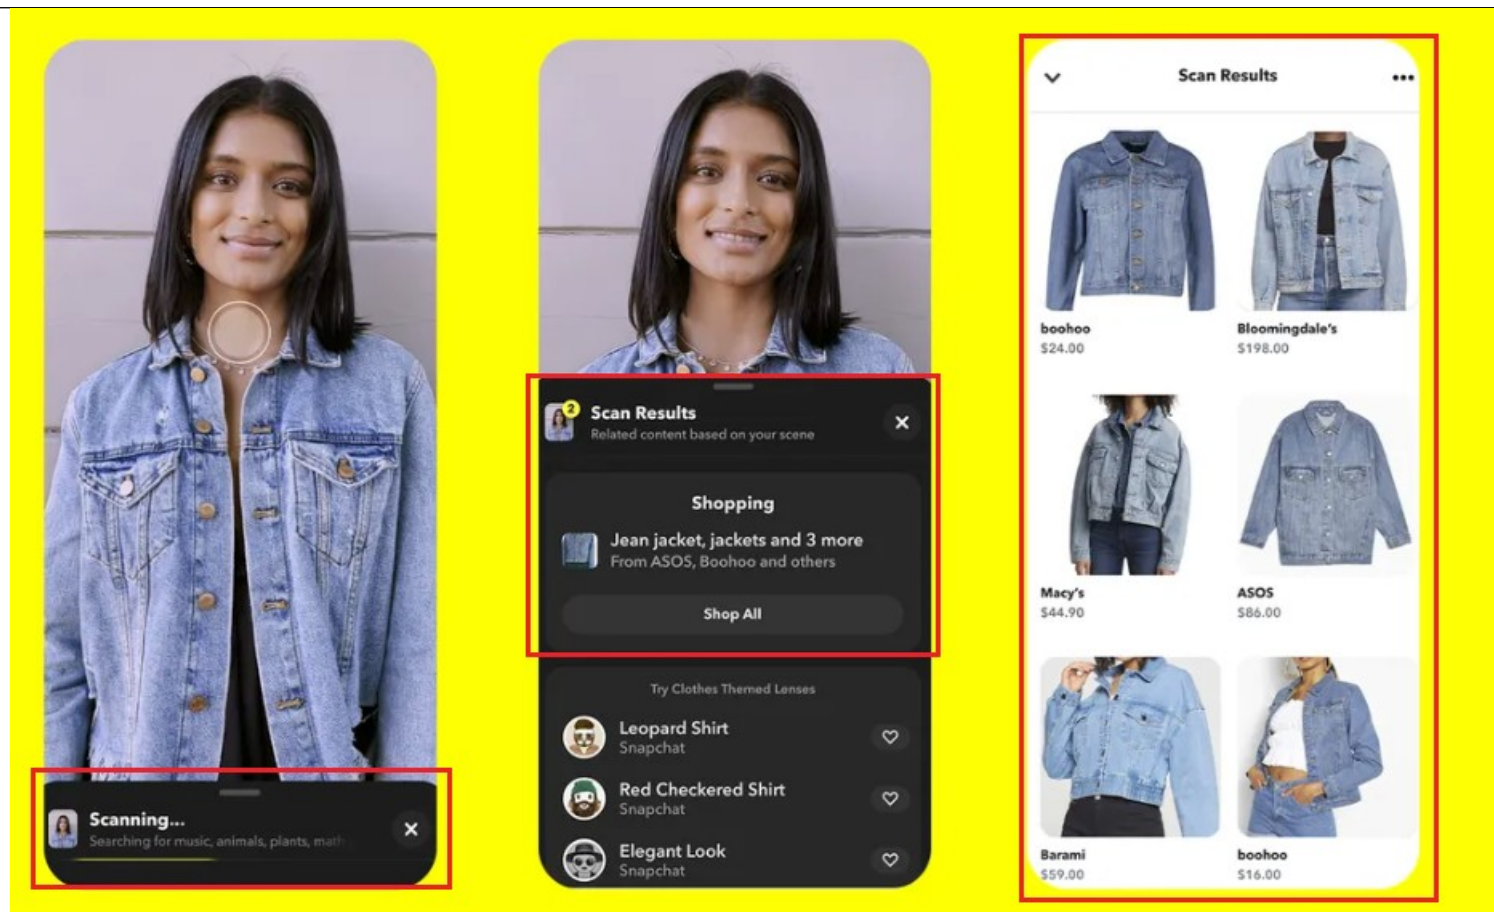 Scanning...
Searching for music, animals, plants, math
2
Scan Results
Related content based on your scene
Shopping
Jean jacket, jackets and 3 more
From ASOS, Boohoo and others
Shop All
Try Clothes Themed Lenses
Leopard Shirt
Snapchat
Red Checkered Shirt
Snapchat
Elegant Look
Snapchat
Scan Results
boohoo
$24.00
Bloomingdale's
$198.00
Macy's
$44.90
ASOS
$86.00
Barami
$59.00
boohoo
$16.00